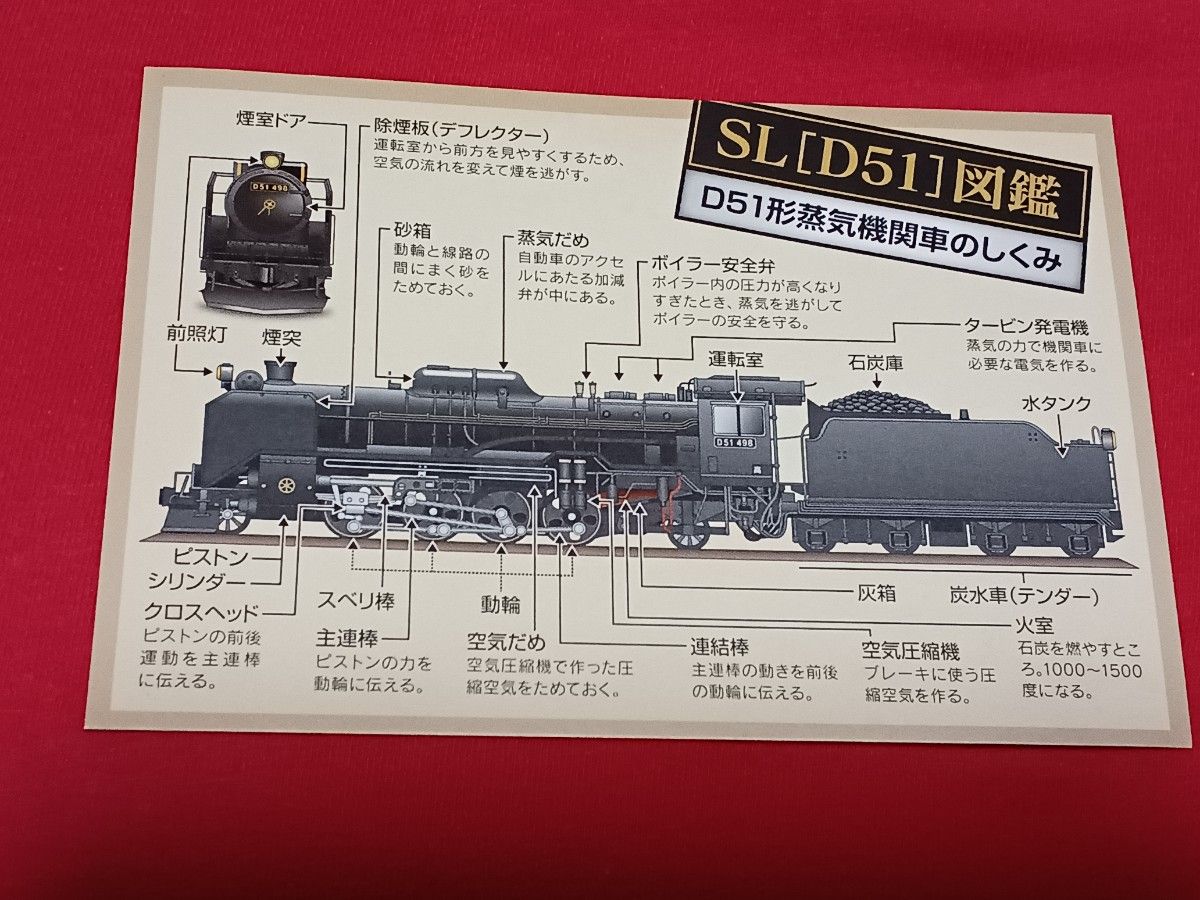 SL[D51]図鑑
D51形蒸気機関車のしくみ
煙室ドア
除煙板(デフレクター)
運転室から前方を見やすくするため、
空気の流れを変えて煙を逃がす。
D51 498
前照灯
煙突
砂箱
動輪と線路の
間にまく砂を
ためておく。
蒸気だめ
自動車のアクセ
ルにあたる加減
弁が中にある。
ボイラー安全弁
ボイラー内の圧力が高くなり
すぎたとき、蒸気を逃がして
ボイラーの安全を守る。
タービン発電機
蒸気の力で機関車に
必要な電気を作る。
運転室
石炭庫
水タンク
D51 498
高
ピストン
シリンダー
クロスヘッド
ピストンの前後
運動を主連棒
に伝える。
スベリ棒
主連棒
ピストンの力を
動輪に伝える。
動輪
空気だめ
空気圧縮機で作った圧
縮空気をためておく。
連結棒
主連棒の動きを前後
の動輪に伝える。
灰箱
空気圧縮機
ブレーキに使う圧
縮空気を作る。
炭水車(テンダー)
火室
石炭を燃やすとこ
ろ。1000〜1500
度になる。